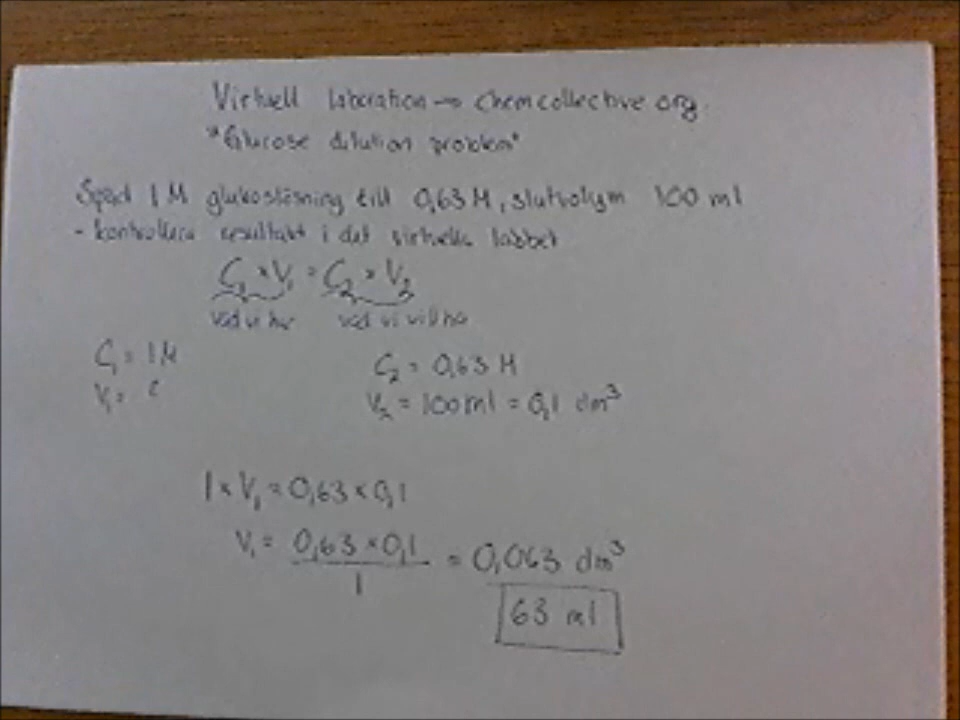 Virtuell laboration → chemcollective.org.
"Glucose dilution problem"
Späd 1 M glukoslösning till 0,63 M, slutvolym 100 ml
- kontrollera resultatet i det virtuella labbet
C₁ × V₁ = C₂ × V₂
vad vi har vad vi vill ha
C₁ = 1 M C₂ = 0,63 M
V₁ = ? V₂ = 100 ml = 0,1 dm³
1 × V₁ = 0,63 × 0,1
V₁ = 0,63 × 0,1 / 1 = 0,063 dm³
63 ml